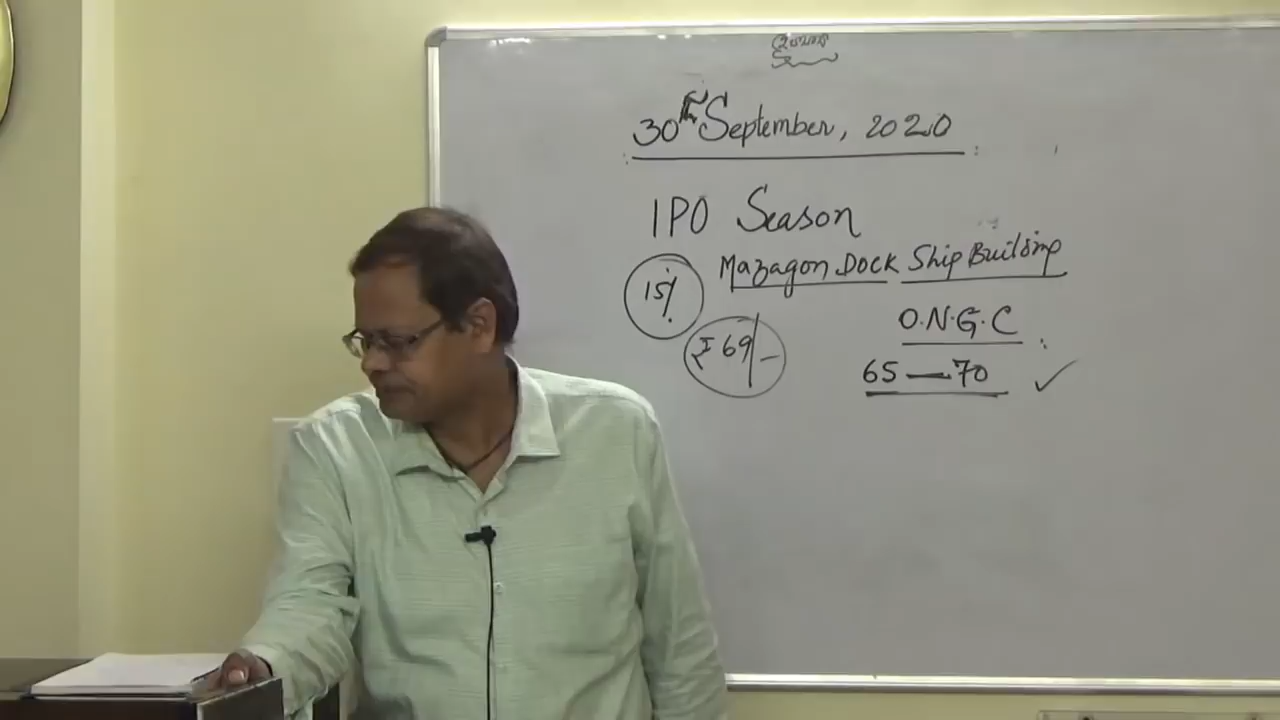 30th September, 2020
IPO Season
Mazagon Dock Ship Building
15%
O.N.G.C
₹ 69/-
65 — 70 ✓